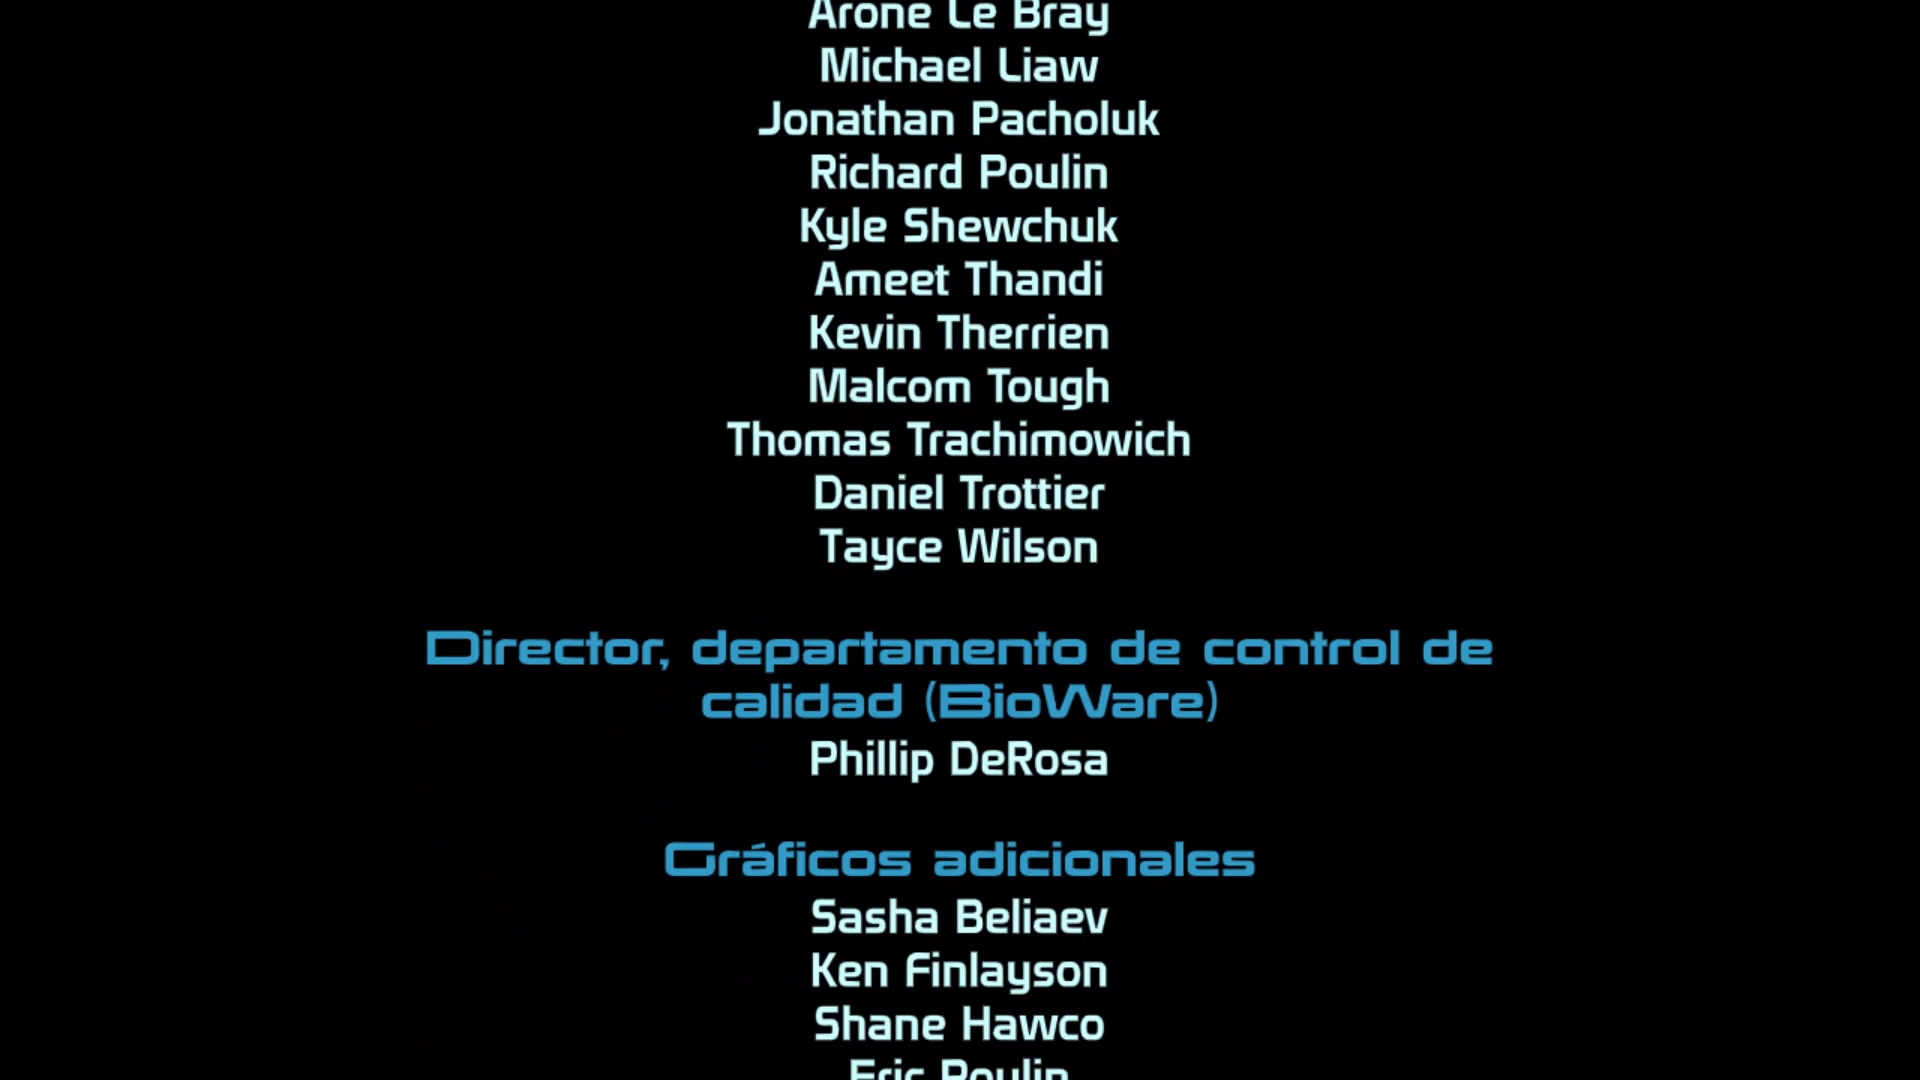 Arone Le Bray
Michael Liaw
Jonathan Pacholuk
Richard Poulin
Kyle Shewchuk
Ameet Thandi
Kevin Therrien
Malcom Tough
Thomas Trachimowich
Daniel Trottier
Tayce Wilson
Director, departamento de control de
calidad (BioWare)
Phillip DeRosa
Gráficos adicionales
Sasha Beliaev
Ken Finlayson
Shane Hawco
Eric Poulin